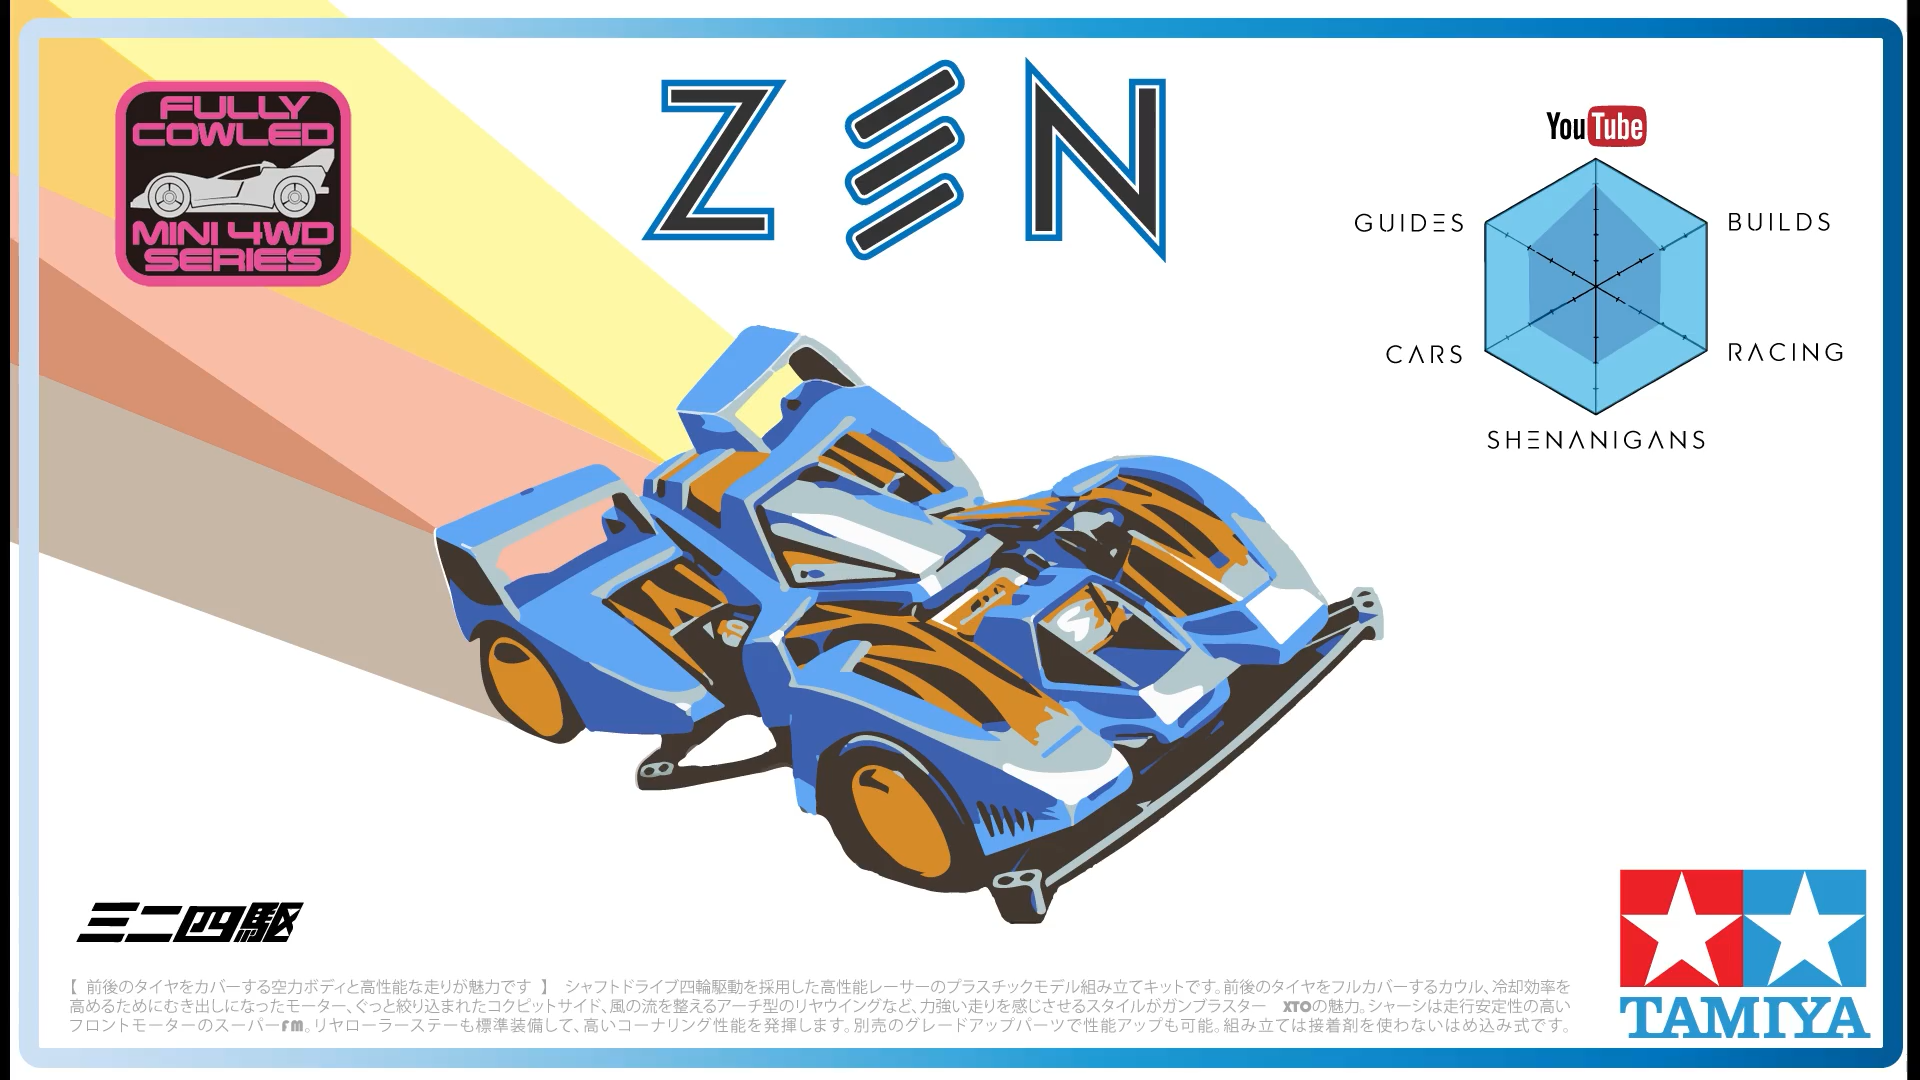 FULLY
COWLED
MINI 4WD
SERIES
ZEN
YouTube
GUIDES
BUILDS
CARS
RACING
SHENANIGANS
三二四駆
【 前後のタイヤをカバーする空力ボディと高性能な走りが魅力です 】 シャフトドライブ四輪駆動を採用した高性能レーサーのプラスチックモデル組み立てキットです。前後のタイヤをフルカバーするカウル、冷却効率を
高めるためにむき出しになったモーター、ぐっと絞り込まれたコクピットサイド、風の流を整えるアーチ型のリヤウイングなど、力強い走りを感じさせるスタイルがガンブラスター XTOの魅力。シャーシは走行安定性の高い
フロントモーターのスーパーFM。リヤローラーステーも標準装備して、高いコーナリング性能を発揮します。別売のグレードアップパーツで性能アップも可能。組み立ては接着剤を使わないはめ込み式です。
TAMIYA